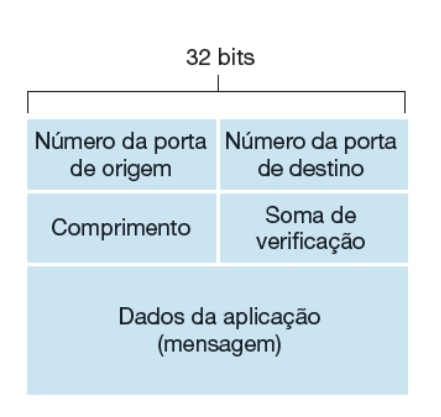 32 bits
Número da porta
de origem
Número da porta
de destino
Comprimento
Soma de
verificação
Dados da aplicação
(mensagem)